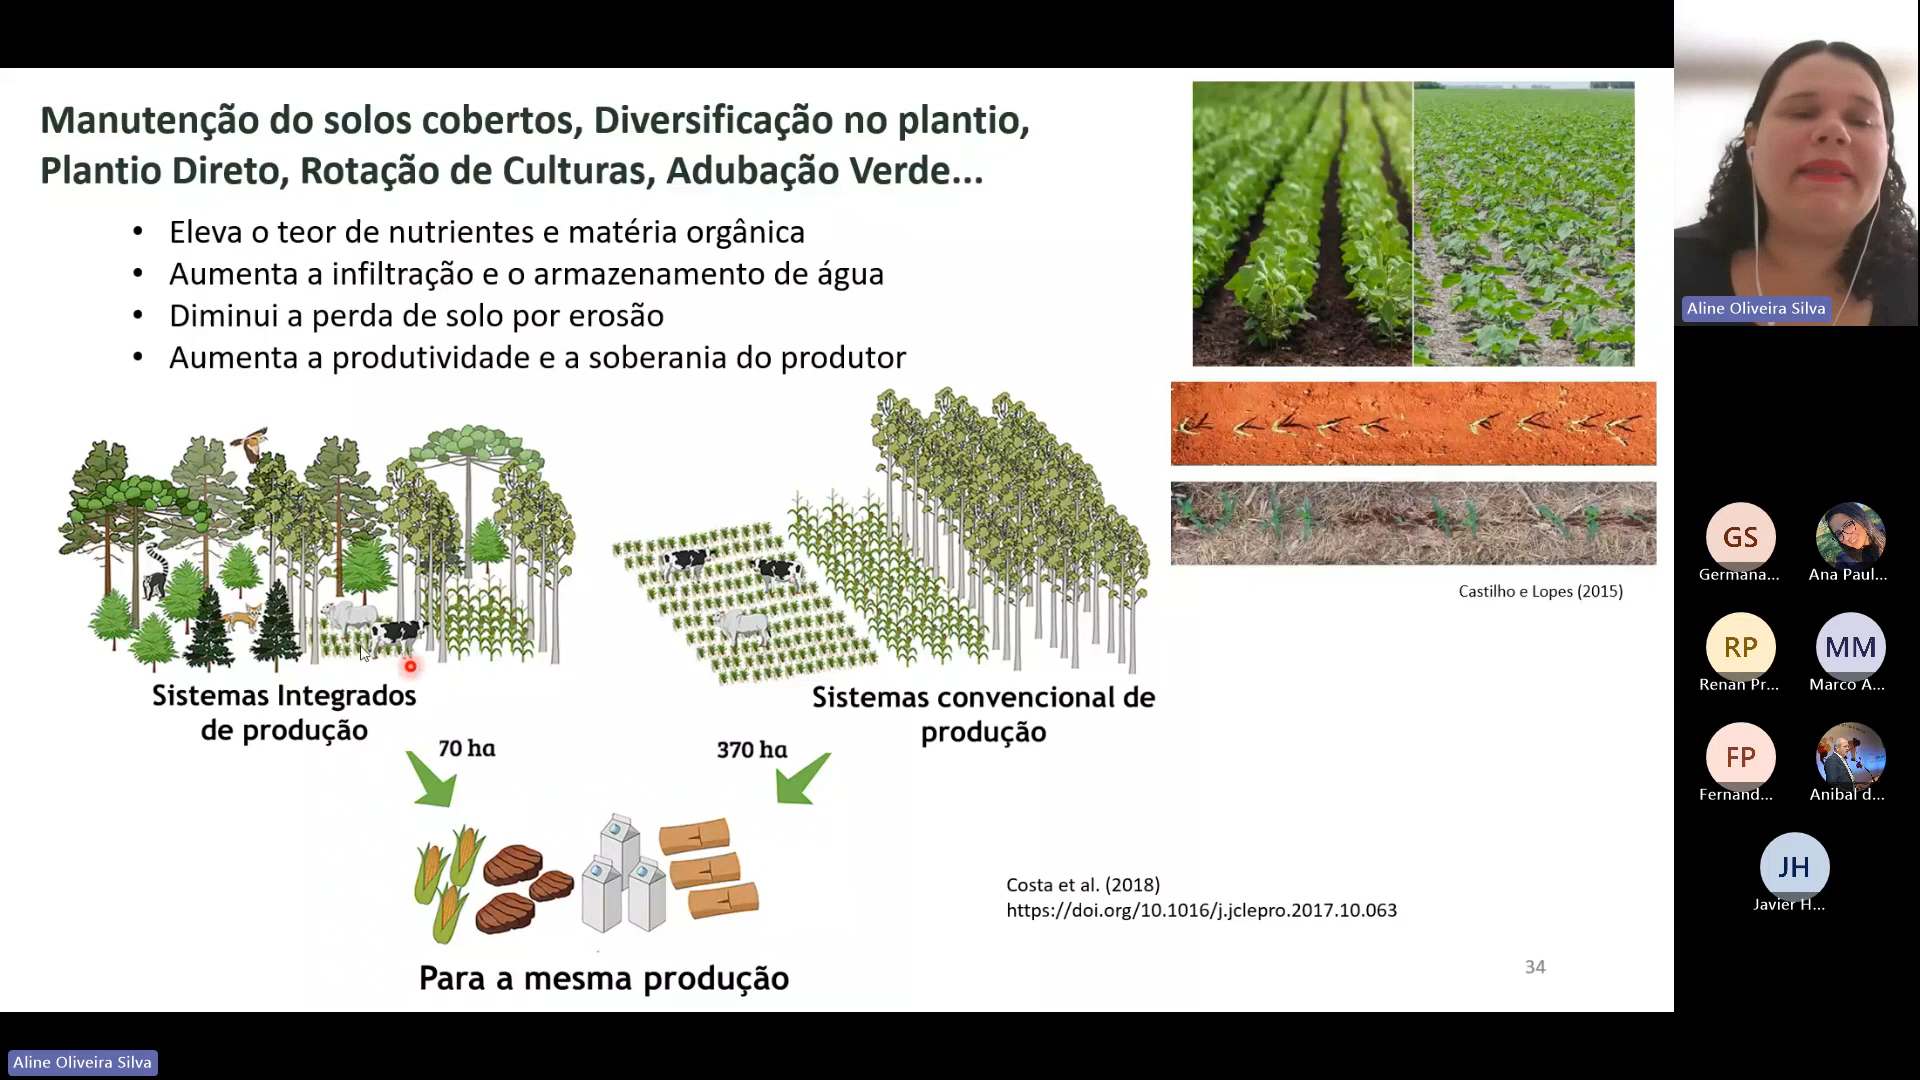 Manutenção do solos cobertos, Diversificação no plantio,
Plantio Direto, Rotação de Culturas, Adubação Verde...
• Eleva o teor de nutrientes e matéria orgânica
• Aumenta a infiltração e o armazenamento de água
• Diminui a perda de solo por erosão
• Aumenta a produtividade e a soberania do produtor
Castilho e Lopes (2015)
Sistemas Integrados
de produção
Sistemas convencional de
produção
70 ha
370 ha
Para a mesma produção
Costa et al. (2018)
https://doi.org/10.1016/j.jclepro.2017.10.063
34
Aline Oliveira Silva
GS
Germana...
Ana Paul...
RP
Renan Pr...
MM
Marco A...
FP
Fernand...
Anibal d...
JH
Javier H...
Aline Oliveira Silva